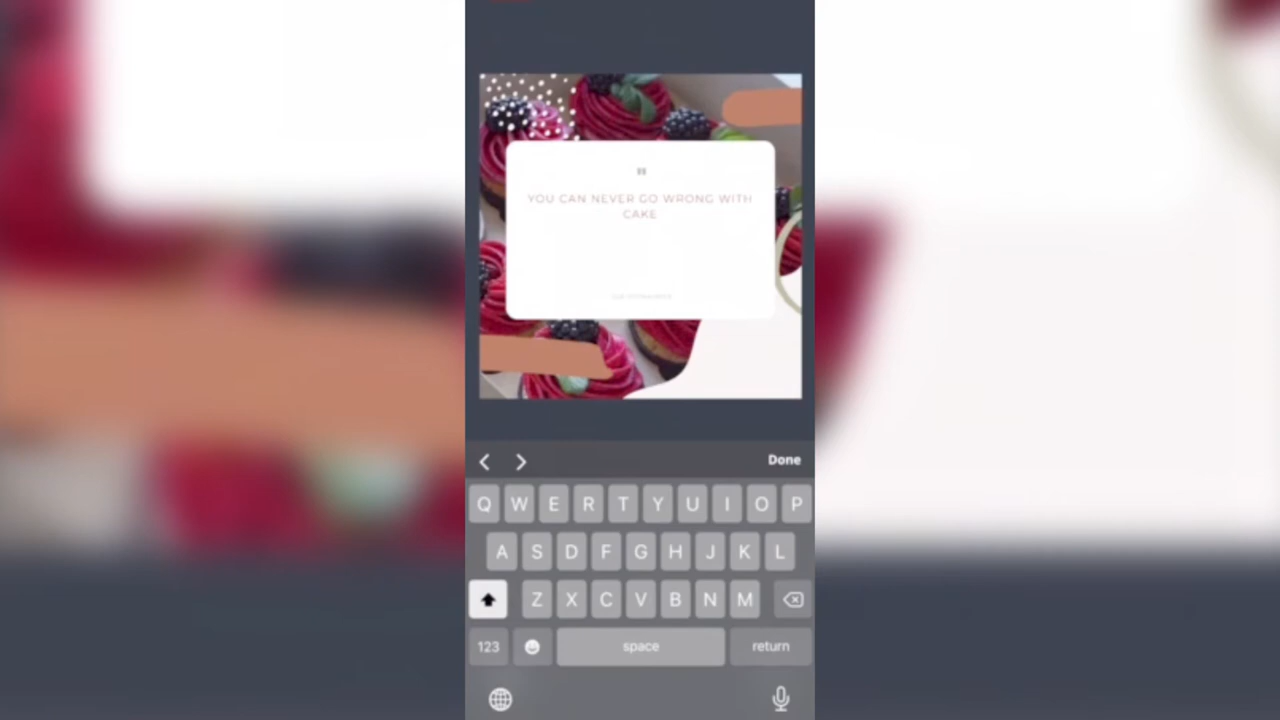 "
YOU CAN NEVER GO WRONG WITH
CAKE
Done
Q W E R T Y U I O P
A S D F G H J K L
Z X C V B N M
123 space return